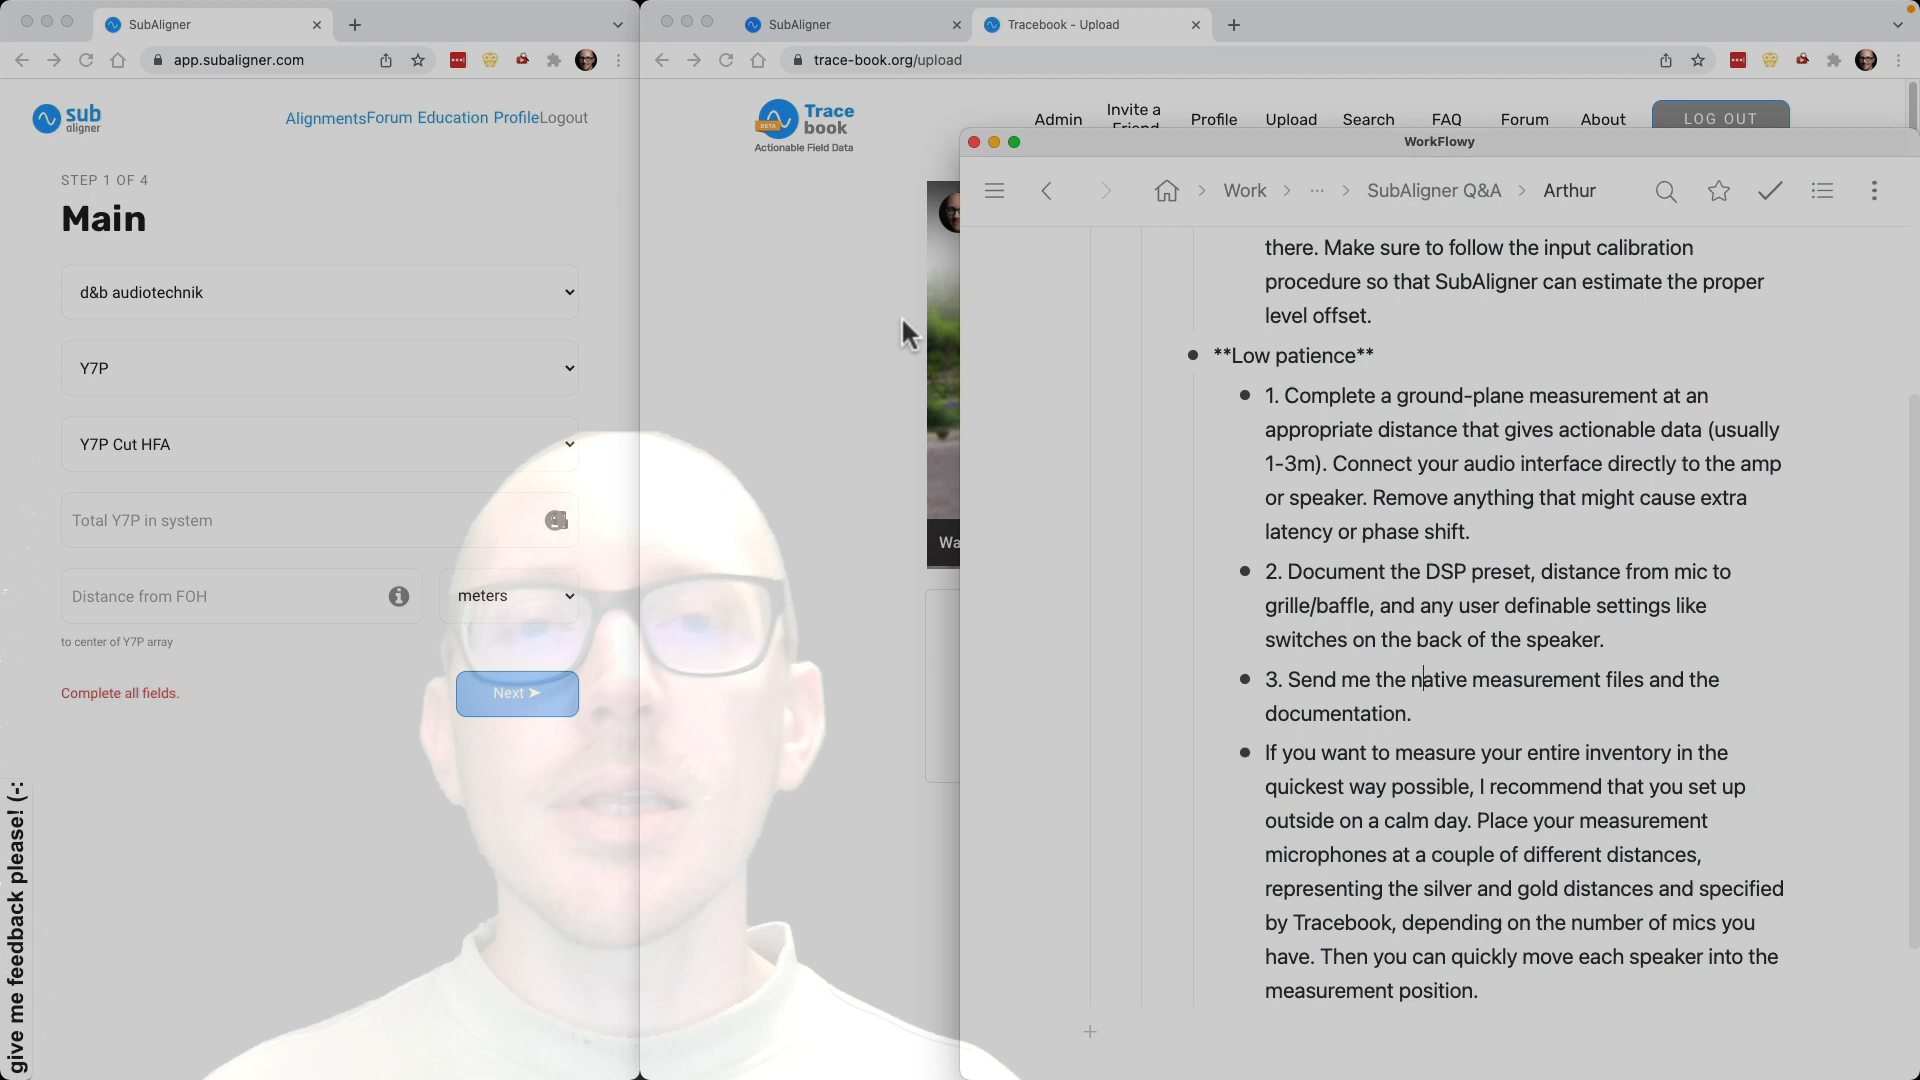 SubAligner
app.subaligner.com
sub
aligner
Alignments Forum Education Profile Logout
STEP 1 OF 4
Main
d&b audiotechnik
Y7P
Y7P Cut HFA
Total Y7P in system
Distance from FOH
meters
to center of Y7P array
Complete all fields.
Next ➤
give me feedback please! (-:
SubAligner
Tracebook - Upload
trace-book.org/upload
Trace
book
BETA
Actionable Field Data
Admin
Invite a
Friend
Profile
Upload
Search
FAQ
Forum
About
LOG OUT
Wa
WorkFlowy
Work
···
SubAligner Q&A
Arthur
there. Make sure to follow the input calibration
procedure so that SubAligner can estimate the proper
level offset.
**Low patience**
1. Complete a ground-plane measurement at an
appropriate distance that gives actionable data (usually
1-3m). Connect your audio interface directly to the amp
or speaker. Remove anything that might cause extra
latency or phase shift.
2. Document the DSP preset, distance from mic to
grille/baffle, and any user definable settings like
switches on the back of the speaker.
3. Send me the native measurement files and the
documentation.
If you want to measure your entire inventory in the
quickest way possible, I recommend that you set up
outside on a calm day. Place your measurement
microphones at a couple of different distances,
representing the silver and gold distances and specified
by Tracebook, depending on the number of mics you
have. Then you can quickly move each speaker into the
measurement position.